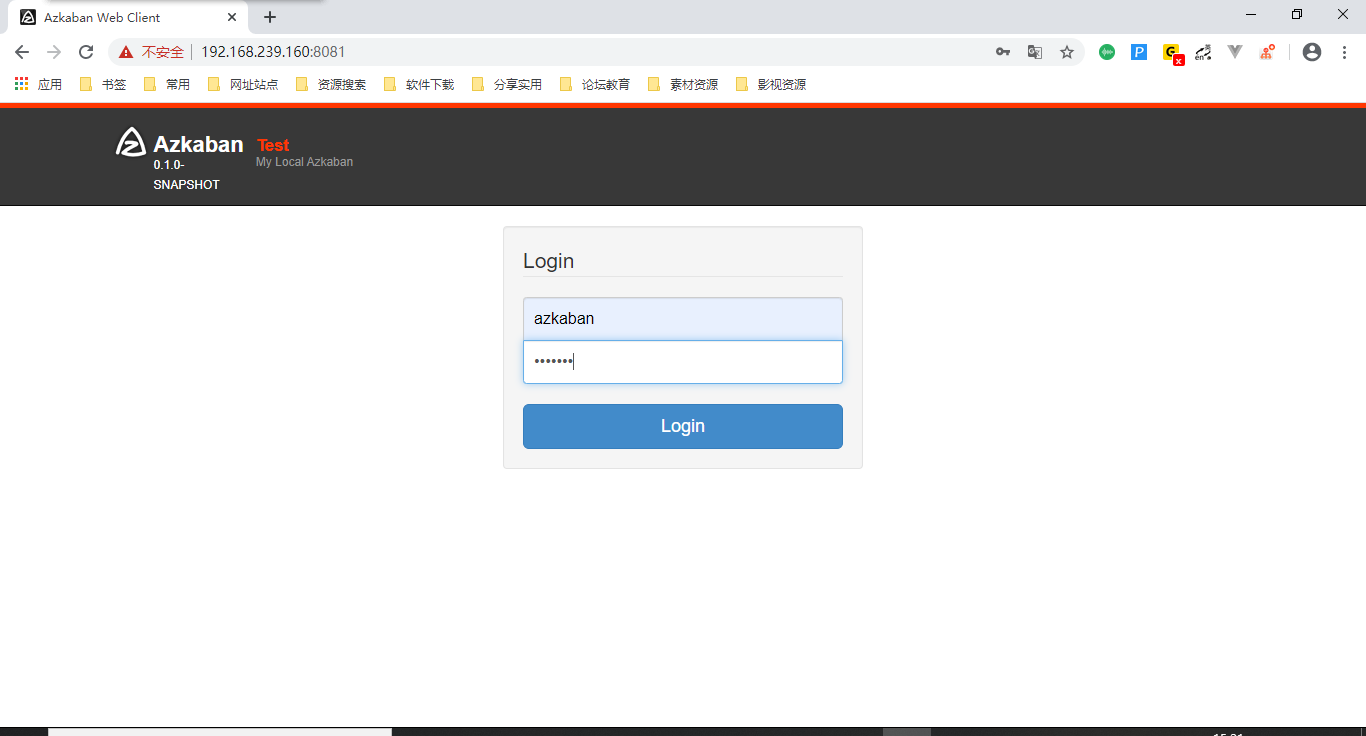 Azkaban Web Client
不安全 192.168.239.160:8081
应用 书签 常用 网址站点 资源搜索 软件下载 分享实用 论坛教育 素材资源 影视资源
Azkaban Test
0.1.0- My Local Azkaban
SNAPSHOT
Login
azkaban
•••••••
Login